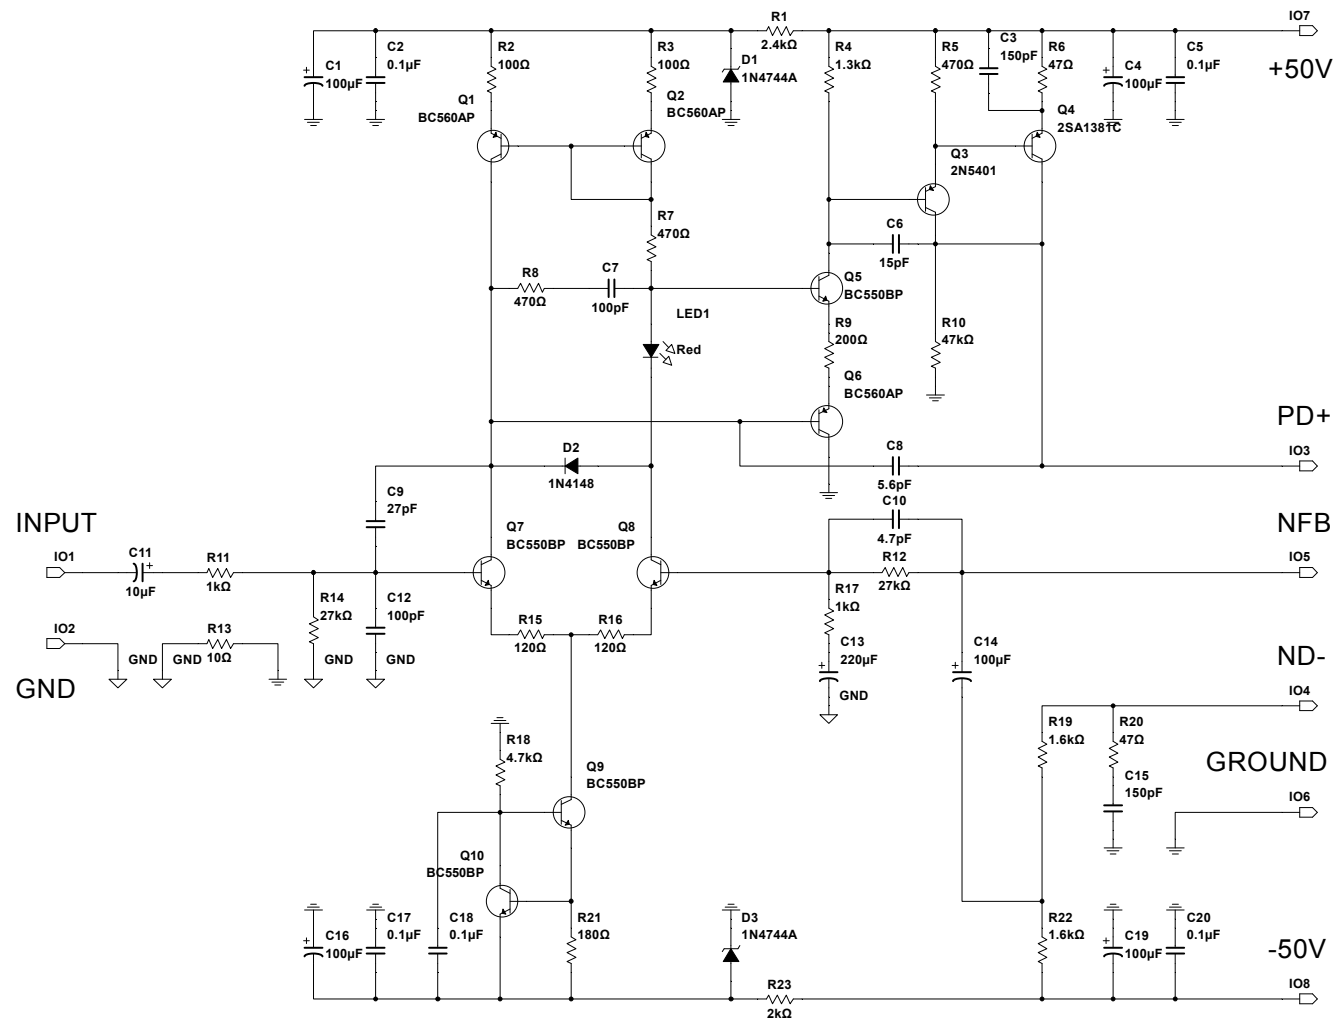 R1
2.4kΩ
IO7
+50V
C1
100µF
C2
0.1µF
R2
100Ω
R3
100Ω
D1
1N4744A
R4
1.3kΩ
R5
470Ω
C3
150pF
R6
47Ω
C4
100µF
C5
0.1µF
Q1
BC560AP
Q2
BC560AP
Q4
2SA1381C
Q3
2N5401
R7
470Ω
C6
15pF
R8
470Ω
C7
100pF
Q5
BC550BP
LED1
Red
R9
200Ω
R10
47kΩ
Q6
BC560AP
PD+
IO3
C8
5.6pF
D2
1N4148
C9
27pF
C10
4.7pF
INPUT
IO1
C11
10µF
R11
1kΩ
Q7
BC550BP
Q8
BC550BP
R12
27kΩ
NFB
IO5
R14
27kΩ
C12
100pF
R17
1kΩ
IO2
GND
GND
GND
R13
10Ω
GND
GND
R15
120Ω
R16
120Ω
C13
220µF
GND
C14
100µF
ND-
IO4
R18
4.7kΩ
R19
1.6kΩ
R20
47Ω
C15
150pF
GROUND
IO6
Q9
BC550BP
Q10
BC550BP
C16
100µF
C17
0.1µF
C18
0.1µF
R21
180Ω
D3
1N4744A
R22
1.6kΩ
C19
100µF
C20
0.1µF
-50V
IO8
R23
2kΩ